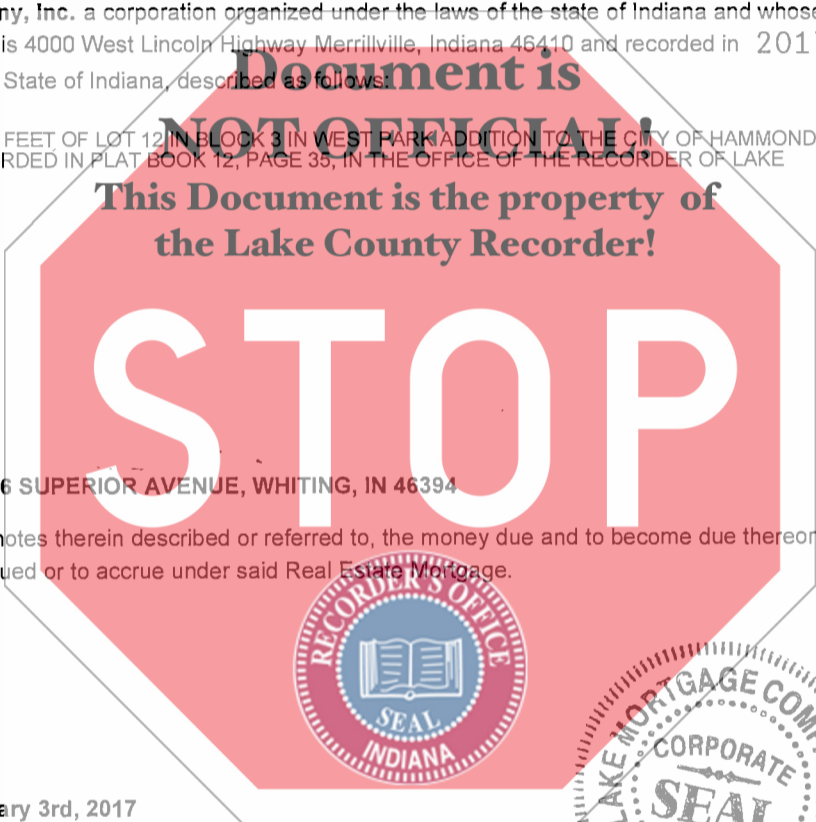 ny, Inc. a corporation organized under the laws of the state of Indiana and whose
is 4000 West Lincoln Highway Merrillville, Indiana 46410 and recorded in 201
State of Indiana, described as follows:
Document is
NOT OFFICIAL!
FEET OF LOT 12 IN BLOCK 3 IN WEST PARK ADDITION TO THE CITY OF HAMMOND
RDED IN PLAT BOOK 12, PAGE 35, IN THE OFFICE OF THE RECORDER OF LAKE
This Document is the property of
the Lake County Recorder!
STOP
6 SUPERIOR AVENUE, WHITING, IN 46394
notes therein described or referred to, the money due and to become due thereon
ued or to accrue under said Real Estate Mortgage.
RECORDER'S OFFICE
SEAL
INDIANA
LAKE MORTGAGE COM
CORPORATE
SEAL
ary 3rd, 2017